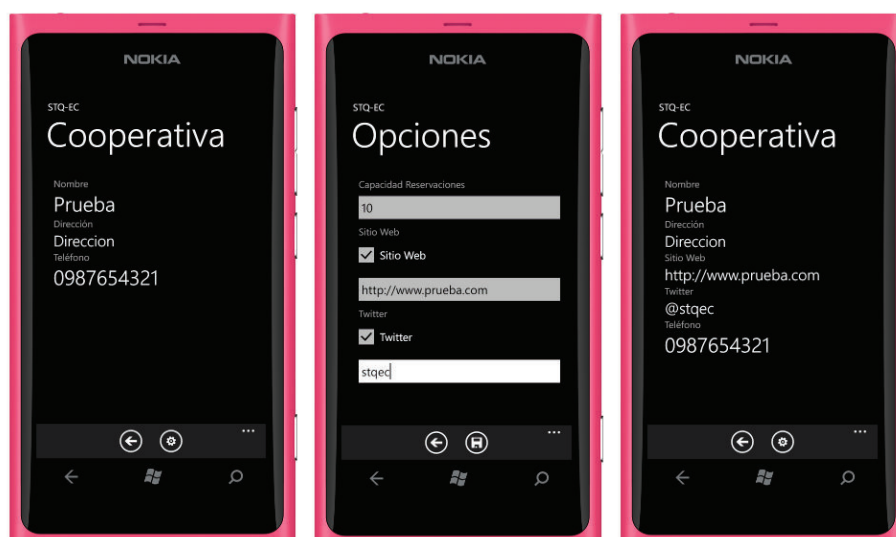 NOKIA
STQ-EC
Cooperativa
Nombre
Prueba
Dirección
Direccion
Teléfono
0987654321
NOKIA
STQ-EC
Opciones
Capacidad Reservaciones
10
Sitio Web
Sitio Web
http://www.prueba.com
Twitter
Twitter
stqec
NOKIA
STQ-EC
Cooperativa
Nombre
Prueba
Dirección
Direccion
Sitio Web
http://www.prueba.com
Twitter
@stqec
Teléfono
0987654321